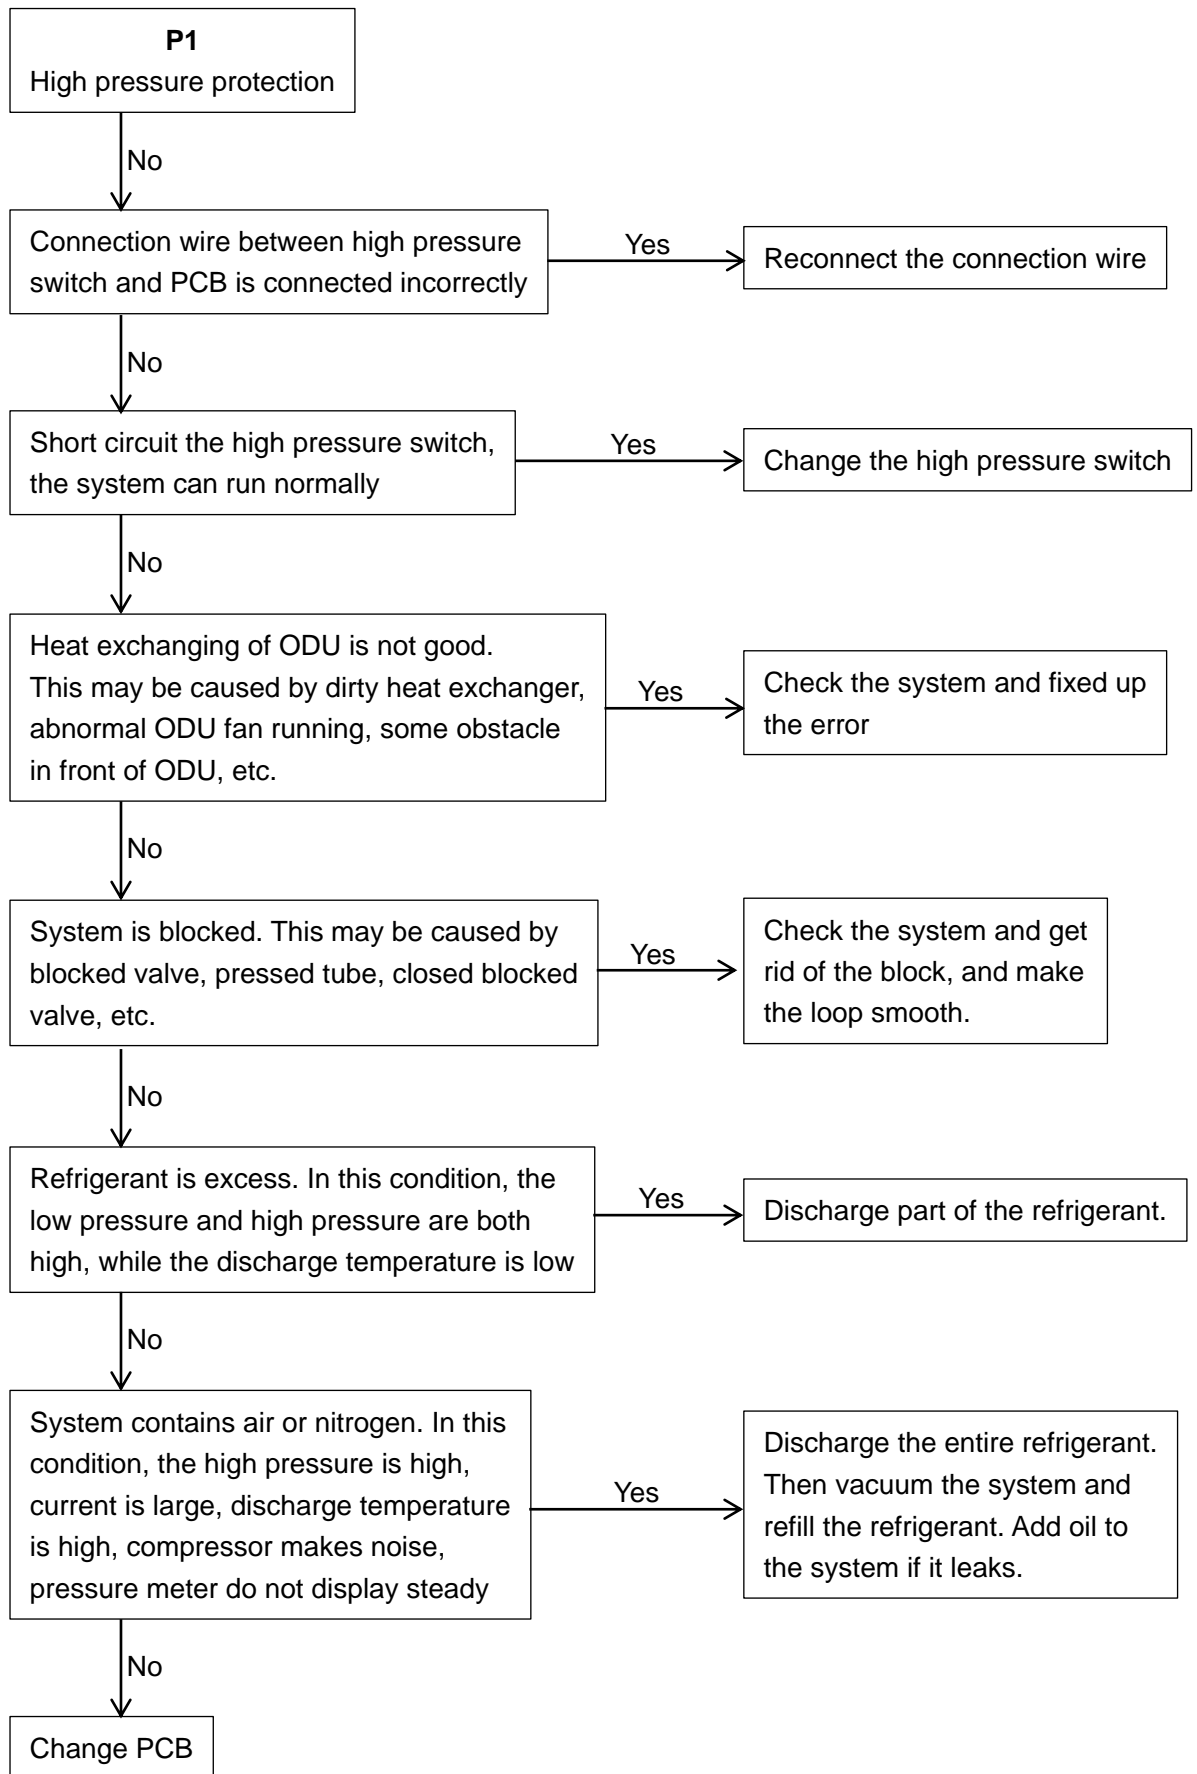 P1
High pressure protection
No
Connection wire between high pressure
switch and PCB is connected incorrectly
Yes
Reconnect the connection wire
No
Short circuit the high pressure switch,
the system can run normally
Yes
Change the high pressure switch
No
Heat exchanging of ODU is not good.
This may be caused by dirty heat exchanger,
abnormal ODU fan running, some obstacle
in front of ODU, etc.
Yes
Check the system and fixed up
the error
No
System is blocked. This may be caused by
blocked valve, pressed tube, closed blocked
valve, etc.
Yes
Check the system and get
rid of the block, and make
the loop smooth.
No
Refrigerant is excess. In this condition, the
low pressure and high pressure are both
high, while the discharge temperature is low
Yes
Discharge part of the refrigerant.
No
System contains air or nitrogen. In this
condition, the high pressure is high,
current is large, discharge temperature
is high, compressor makes noise,
pressure meter do not display steady
Yes
Discharge the entire refrigerant.
Then vacuum the system and
refill the refrigerant. Add oil to
the system if it leaks.
No
Change PCB